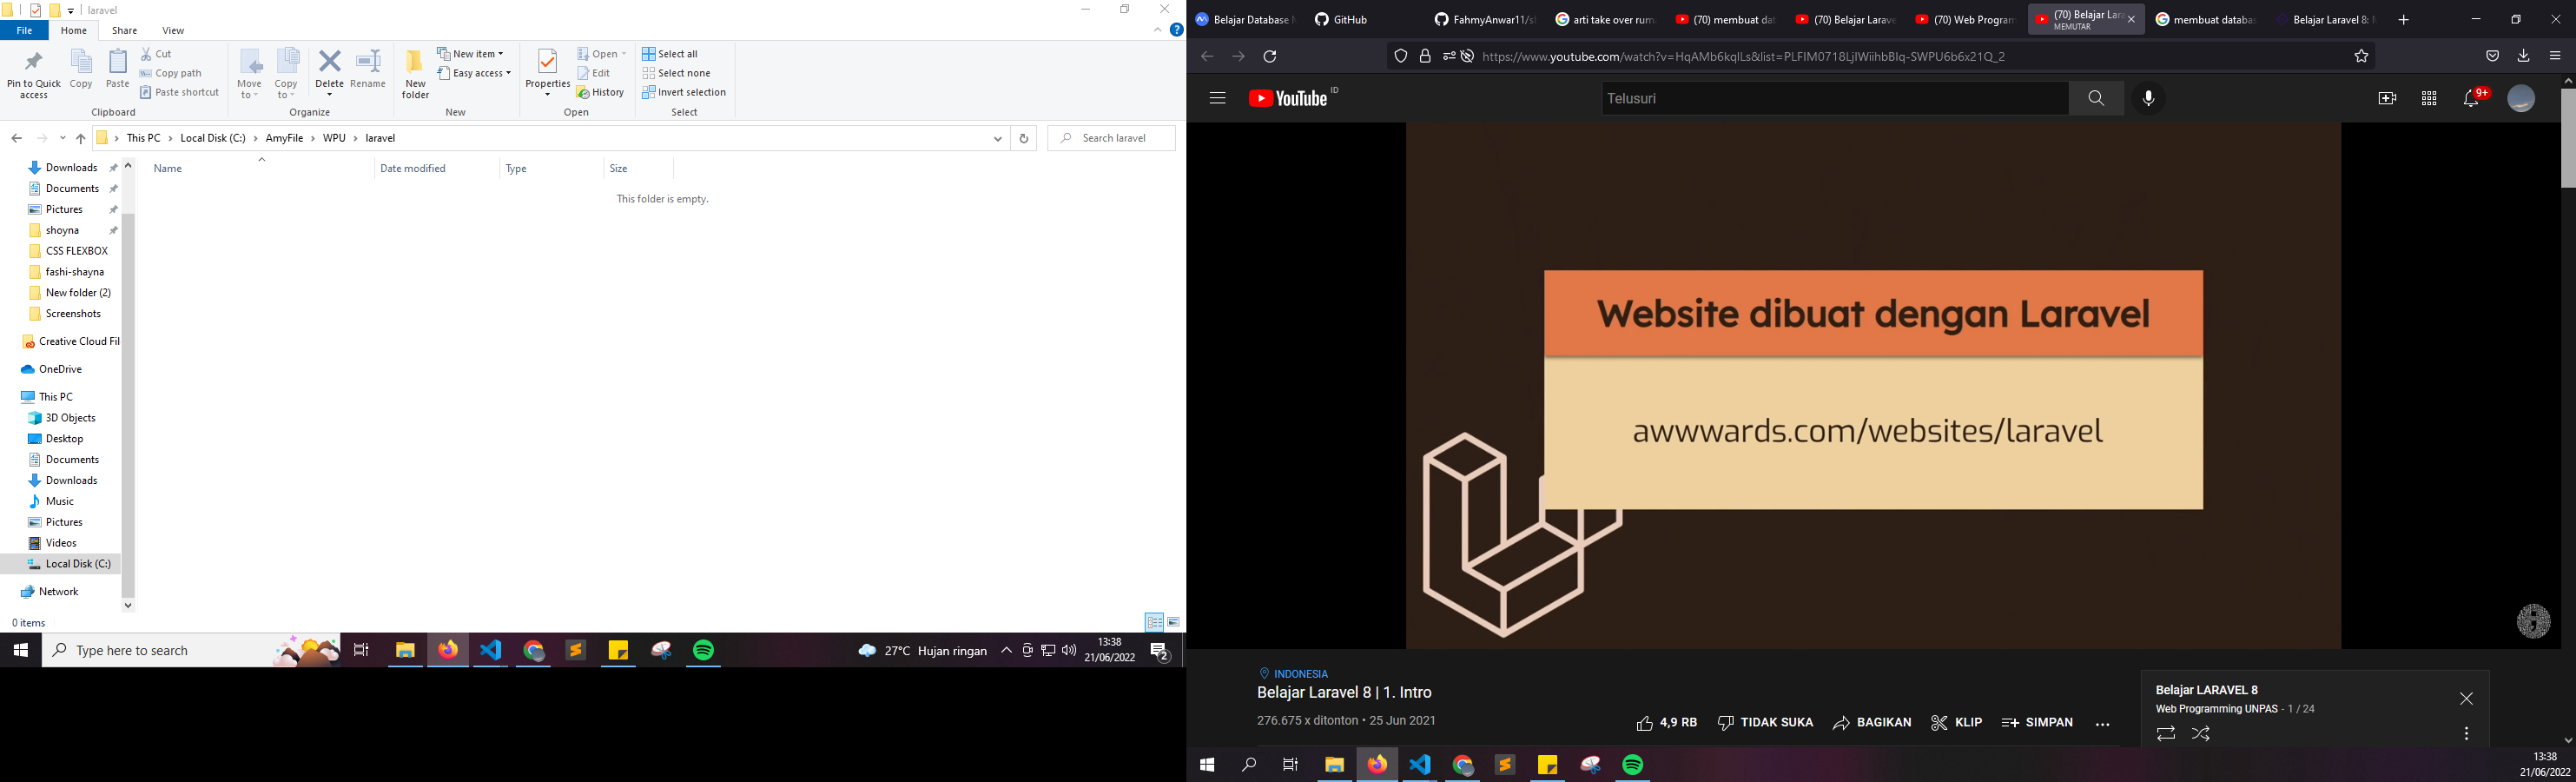 laravel
File Home Share View
Pin to Quick access
Copy
Paste
Cut
Copy path
Paste shortcut
Clipboard
Move to
Copy to
Delete
Rename
Organize
New folder
New item
Easy access
New
Properties
Open
Edit
History
Open
Select all
Select none
Invert selection
Select
This PC > Local Disk (C:) > AmyFile > WPU > laravel
Search laravel
Name Date modified Type Size
This folder is empty.
Downloads
Documents
Pictures
shoyna
CSS FLEXBOX
fashi-shayna
New folder (2)
Screenshots
Creative Cloud Fil
OneDrive
This PC
3D Objects
Desktop
Documents
Downloads
Music
Pictures
Videos
Local Disk (C:)
Network
0 items
Type here to search
27°C Hujan ringan
13:38
21/06/2022
2
Belajar Database
GitHub
FahmyAnwar11/s
arti take over rum
(70) membuat dat
(70) Belajar Larave
(70) Web Program
(70) Belajar Lara
MEMUTAR
membuat databas
Belajar Laravel 8:
https://www.youtube.com/watch?v=HqAMb6kqlLs&list=PLFIM0718LjIWiihbBIq-SWPU6b6x21Q_2
YouTube ID
Telusuri
9+
Website dibuat dengan Laravel
awwwards.com/websites/laravel
INDONESIA
Belajar Laravel 8 | 1. Intro
276.675 x ditonton • 25 Jun 2021
4,9 RB
TIDAK SUKA
BAGIKAN
KLIP
SIMPAN
Belajar LARAVEL 8
Web Programming UNPAS - 1 / 24
13:38
21/06/2022